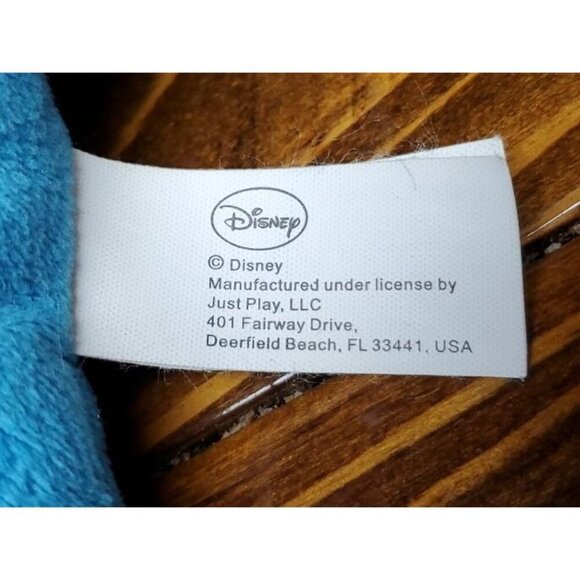 Disney
© Disney
Manufactured under license by
Just Play, LLC
401 Fairway Drive,
Deerfield Beach, FL 33441, USA